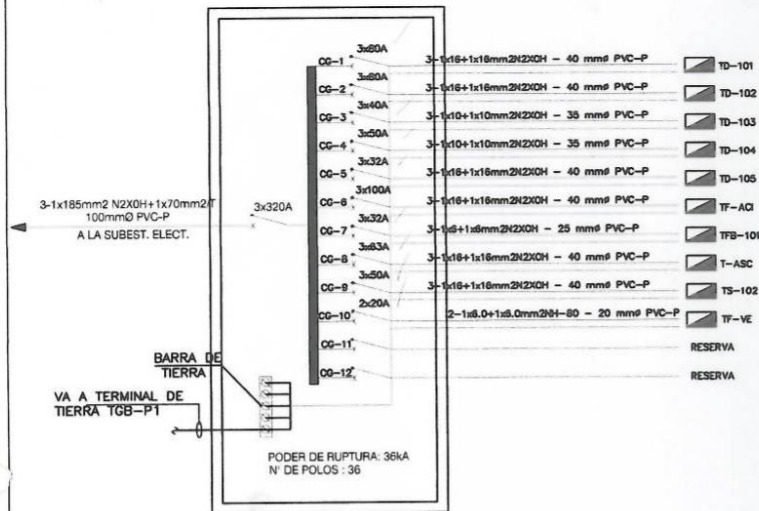 3x80A
CG-1 3-1x16+1x16mm2N2XOH - 40 mmø PVC-P TD-101
3x80A
CG-2 3-1x16+1x16mm2N2XOH - 40 mmø PVC-P TD-102
3x40A
CG-3 3-1x10+1x10mm2N2XOH - 35 mmø PVC-P TD-103
3x50A
CG-4 3-1x10+1x10mm2N2XOH - 35 mmø PVC-P TD-104
3x32A
CG-5 3-1x16+1x16mm2N2XOH - 40 mmø PVC-P TD-105
3x100A
CG-6 3-1x16+1x16mm2N2XOH - 40 mmø PVC-P TF-ACI
3x32A
CG-7 3-1x6+1x6mm2N2XOH - 25 mmø PVC-P TFB-101
3x63A
CG-8 3-1x16+1x16mm2N2XOH - 40 mmø PVC-P T-ASC
3x50A
CG-9 3-1x16+1x16mm2N2XOH - 40 mmø PVC-P TS-102
2x20A
CG-10 2-1x6.0+1x6.0mm2NH-80 - 20 mmø PVC-P TF-VE
CG-11 RESERVA
CG-12 RESERVA
3-1x185mm2 N2X0H+1x70mm2/T
100mmØ PVC-P
A LA SUBEST. ELECT.
3x320A
BARRA DE
TIERRA
VA A TERMINAL DE
TIERRA TGB-P1
PODER DE RUPTURA: 36kA
N° DE POLOS : 36